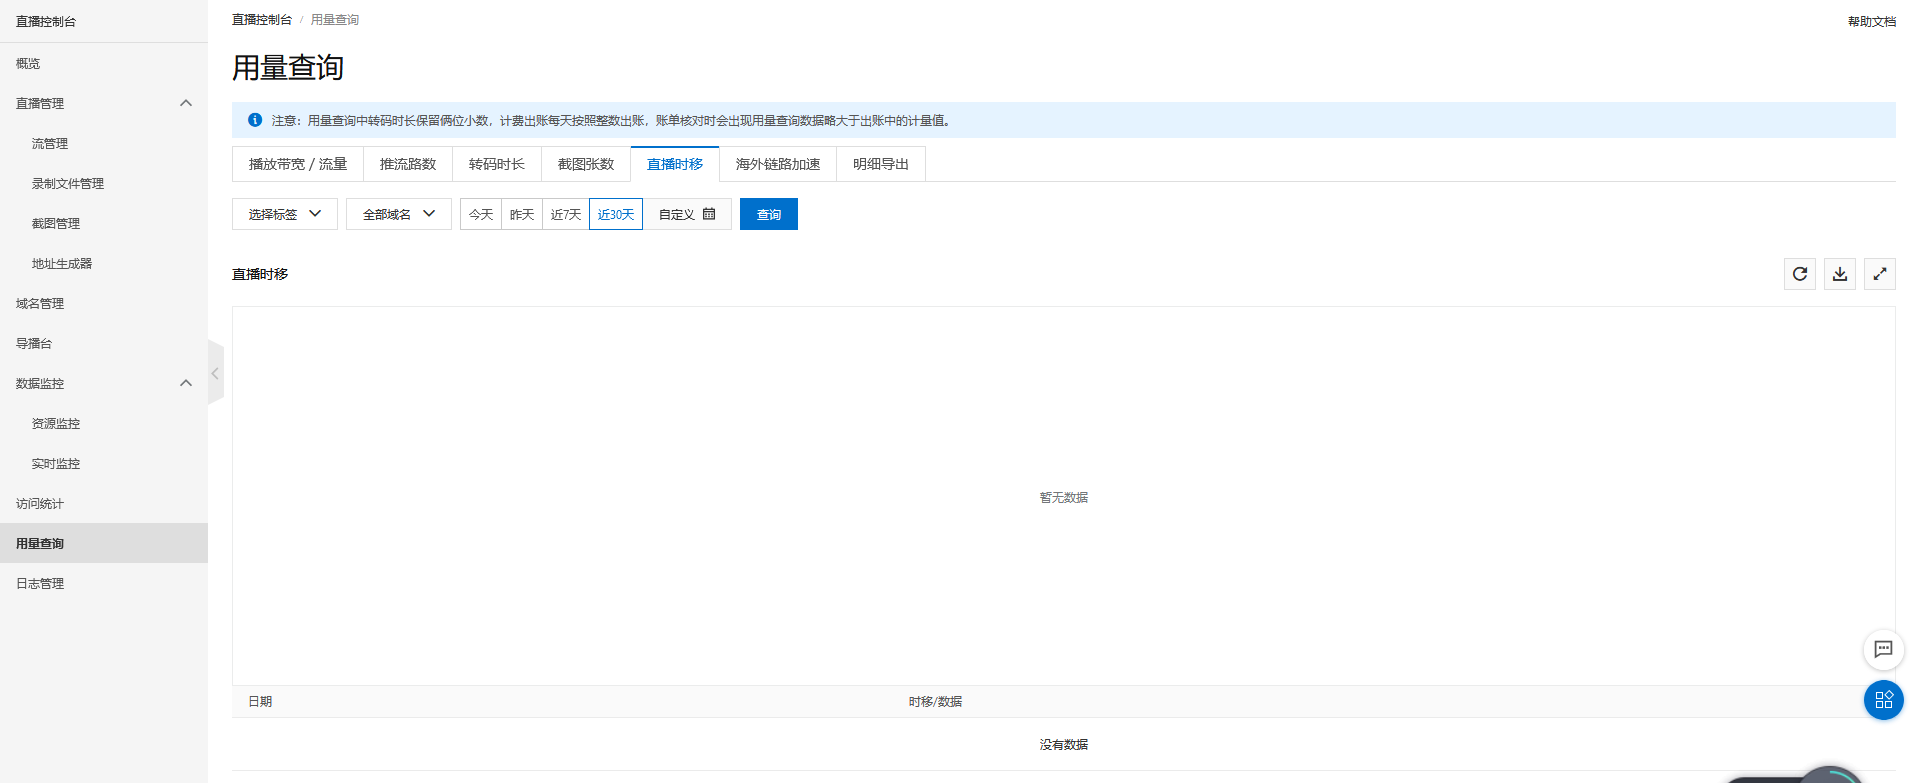 直播控制台
概览
直播管理
流管理
录制文件管理
截图管理
地址生成器
域名管理
导播台
数据监控
资源监控
实时监控
访问统计
用量查询
日志管理
直播控制台 / 用量查询
帮助文档
用量查询
注意：用量查询中转码时长保留俩位小数，计费出账每天按照整数出账，账单核对时会出现用量查询数据略大于出账中的计量值。
播放带宽 / 流量 推流路数 转码时长 截图张数 直播时移 海外链路加速 明细导出
选择标签 全部域名 今天 昨天 近7天 近30天 自定义 查询
直播时移
暂无数据
日期 时移/数据
没有数据